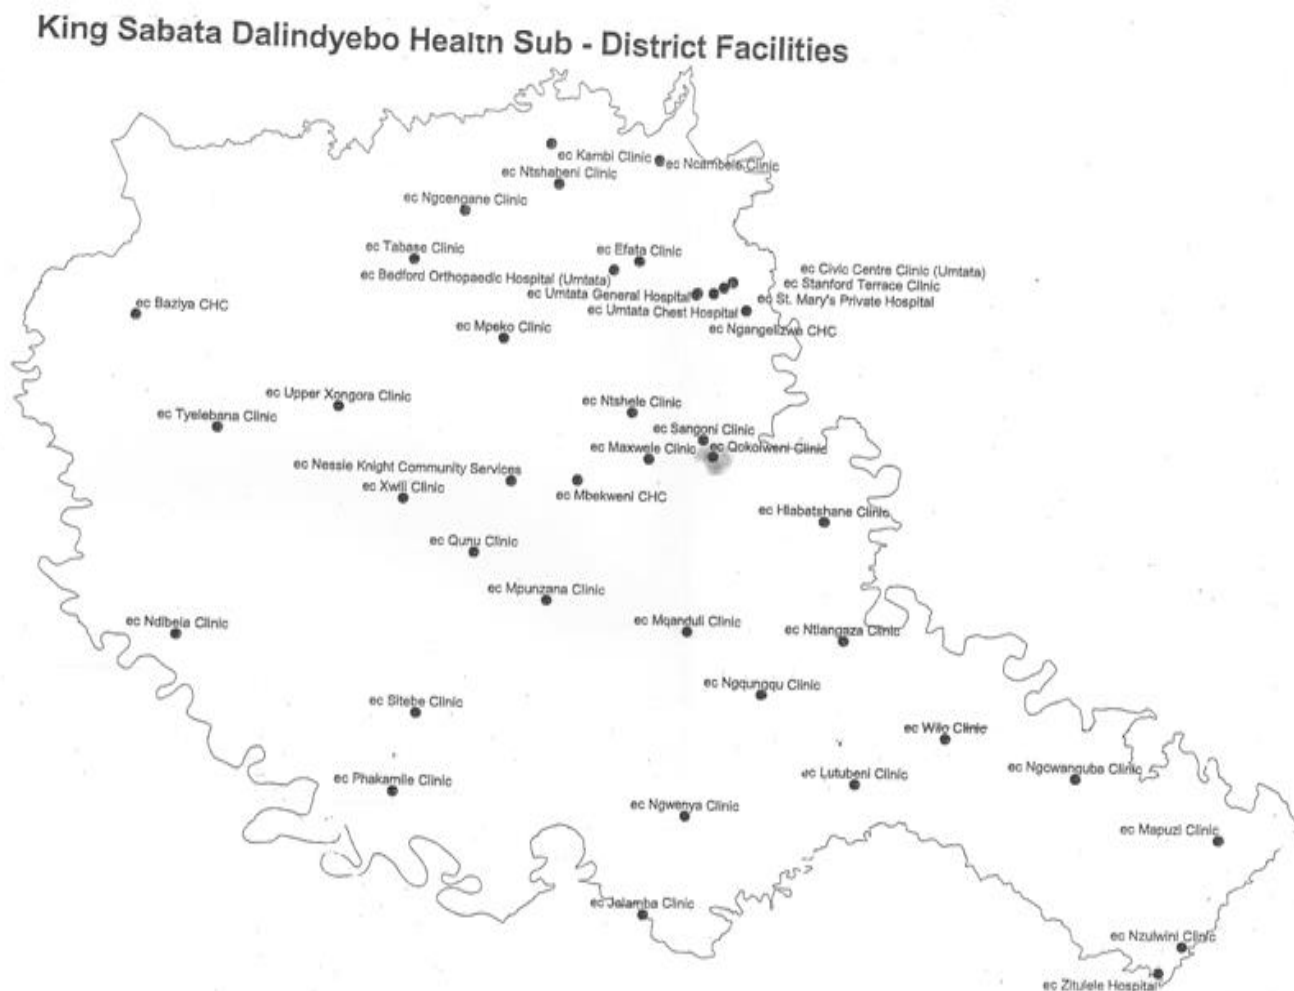 King Sabata Dalindyebo Health Sub - District Facilities
ec Kambi Clinic
ec Ncambele Clinic
ec Ntshabeni Clinic
ec Ngcengane Clinic
ec Tabase Clinic
ec Efata Clinic
ec Bedford Orthopaedic Hospital (Umtata)
ec Civic Centre Clinic (Umtata)
ec Stanford Terrace Clinic
ec Umtata General Hospital
ec St. Mary's Private Hospital
ec Baziya CHC
ec Umtata Chest Hospital
ec Mpeko Clinic
ec Ngangelizwe CHC
ec Upper Xongora Clinic
ec Tyelebana Clinic
ec Ntshele Clinic
ec Sangoni Clinic
ec Maxwele Clinic
ec Qokolweni Clinic
ec Nessie Knight Community Services
ec Xwili Clinic
ec Mbekweni CHC
ec Hlabatshane Clinic
ec Qunu Clinic
ec Mpunzana Clinic
ec Ndibela Clinic
ec Mqanduli Clinic
ec Ntlangaza Clinic
ec Ngqungqu Clinic
ec Sitebe Clinic
ec Wilo Clinic
ec Phakamile Clinic
ec Lutubeni Clinic
ec Ngcwanguba Clinic
ec Ngwenya Clinic
ec Mapuzi Clinic
ec Jalamba Clinic
ec Nzulwini Clinic
ec Zitulele Hospital